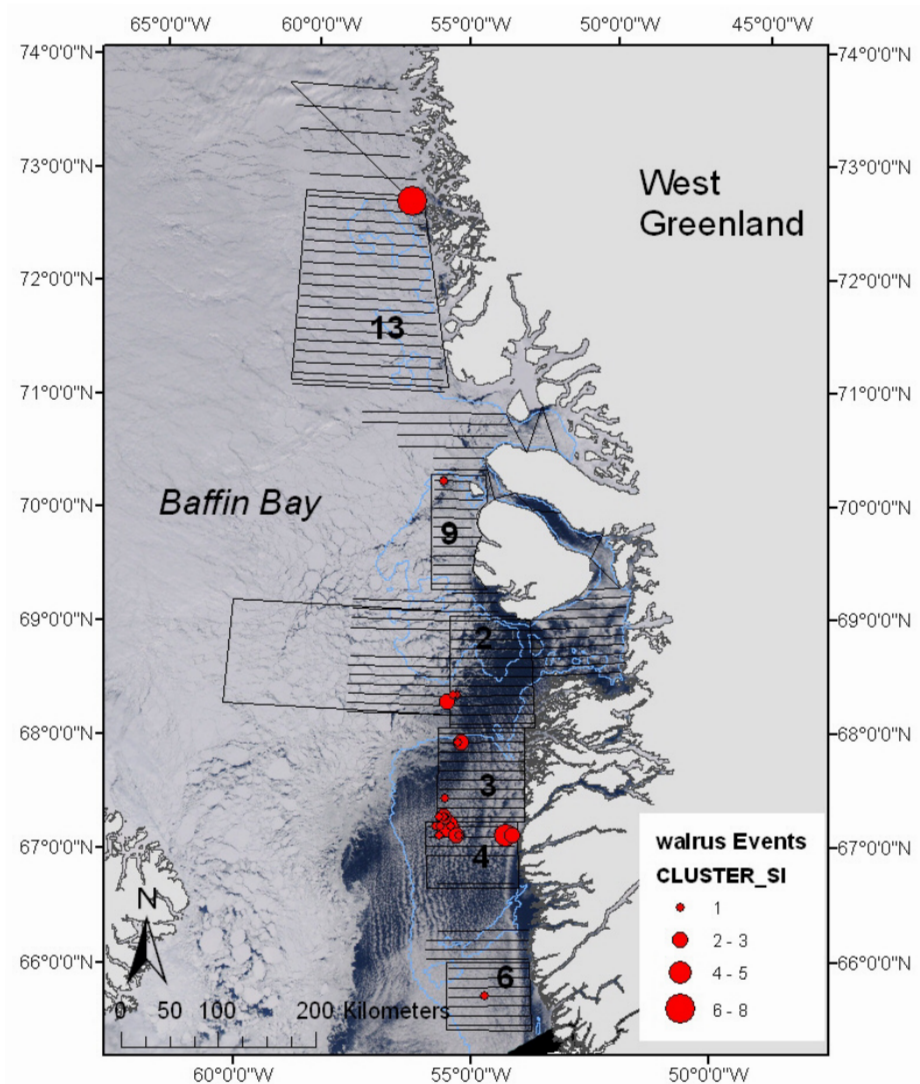 65°0'0"W 60°0'0"W 55°0'0"W 50°0'0"W 45°0'0"W
74°0'0"N 74°0'0"N
73°0'0"N 73°0'0"N
West
Greenland
72°0'0"N 72°0'0"N
13
71°0'0"N 71°0'0"N
Baffin Bay
70°0'0"N 70°0'0"N
9
69°0'0"N 69°0'0"N
2
68°0'0"N 68°0'0"N
3
67°0'0"N 67°0'0"N
4
walrus Events
CLUSTER_SI
1
2 - 3
4 - 5
6 - 8
N
66°0'0"N 66°0'0"N
6
0 50 100 200 Kilometers
60°0'0"W 55°0'0"W 50°0'0"W